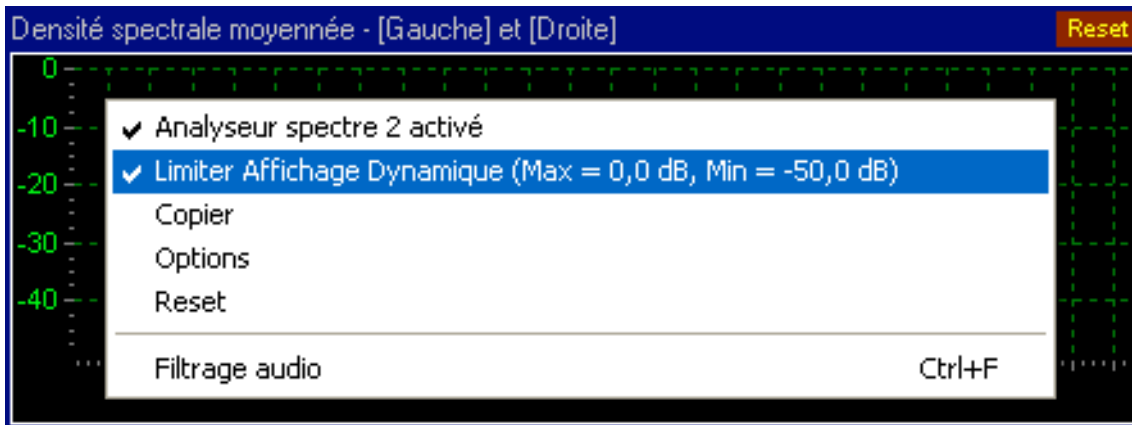 Densité spectrale moyennée - [Gauche] et [Droite] Reset
0
-10
Analyseur spectre 2 activé
Limiter Affichage Dynamique (Max = 0,0 dB, Min = -50,0 dB)
-20
Copier
-30
Options
-40
Reset
Filtrage audio Ctrl+F